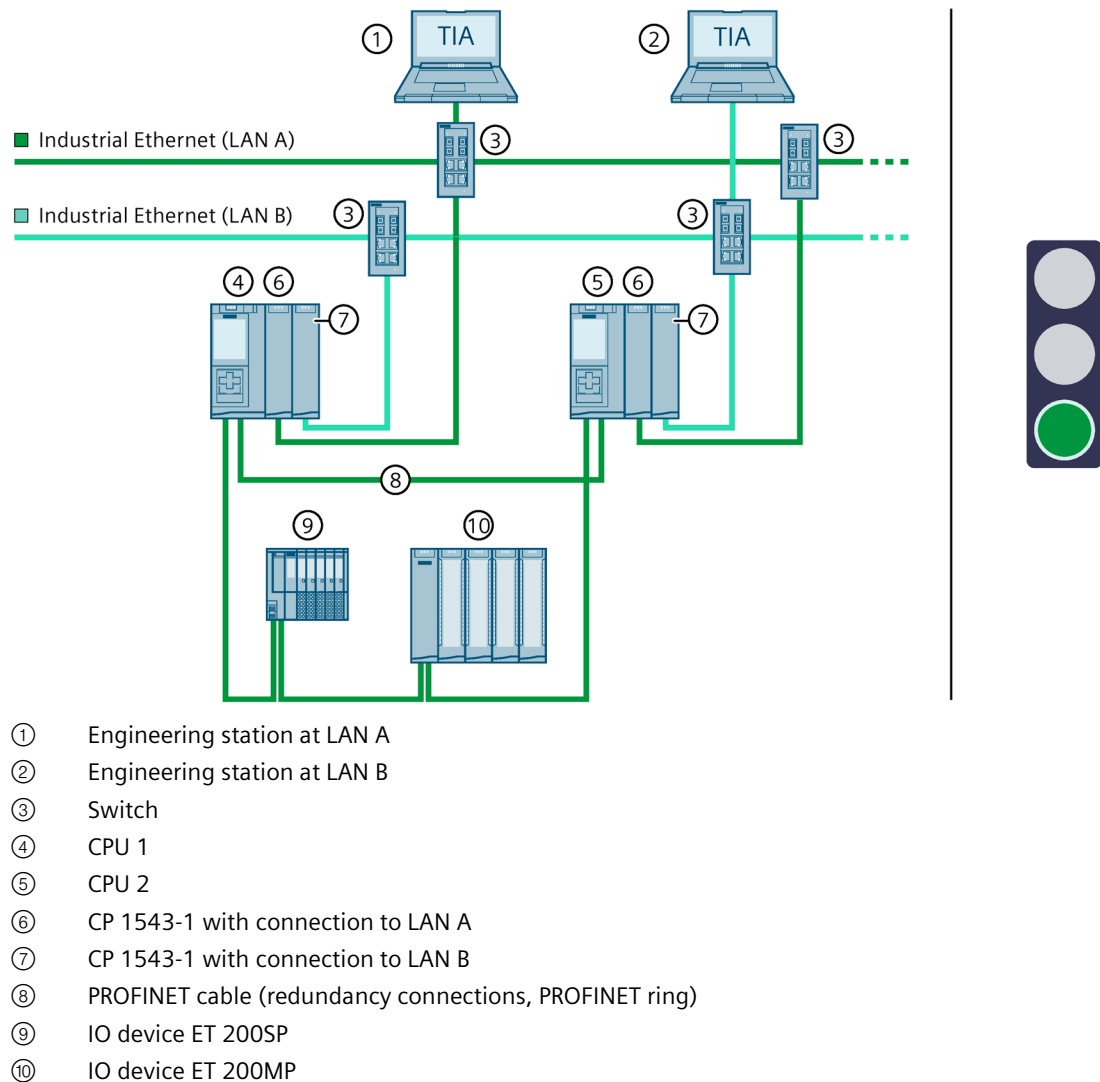 ① TIA ② TIA
Industrial Ethernet (LAN A) ③ ③
Industrial Ethernet (LAN B) ③ ③
④ ⑥ ⑤ ⑥
⑦ ⑦
⑧
⑨ ⑩
① Engineering station at LAN A
② Engineering station at LAN B
③ Switch
④ CPU 1
⑤ CPU 2
⑥ CP 1543-1 with connection to LAN A
⑦ CP 1543-1 with connection to LAN B
⑧ PROFINET cable (redundancy connections, PROFINET ring)
⑨ IO device ET 200SP
⑩ IO device ET 200MP